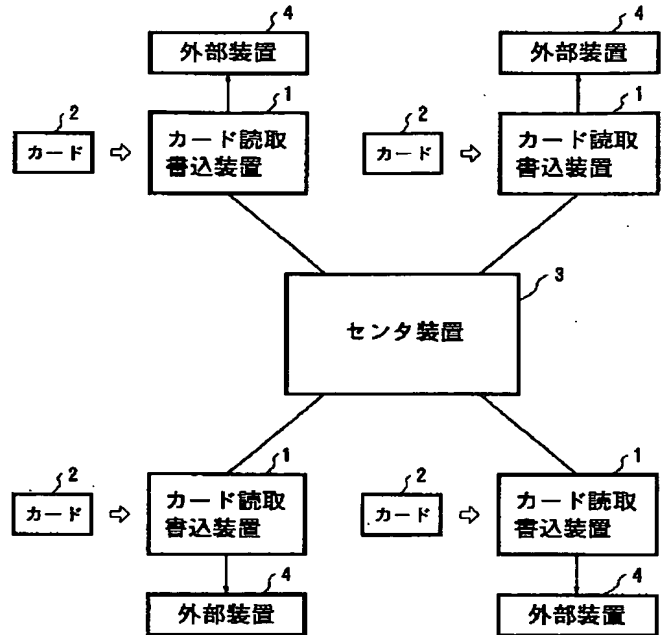 4
4
外部装置
外部装置
1
1
2
2
カード
カード読取
書込装置
カード
カード読取
書込装置
3
センタ装置
1
1
2
2
カード
カード読取
書込装置
カード
カード読取
書込装置
4
4
外部装置
外部装置